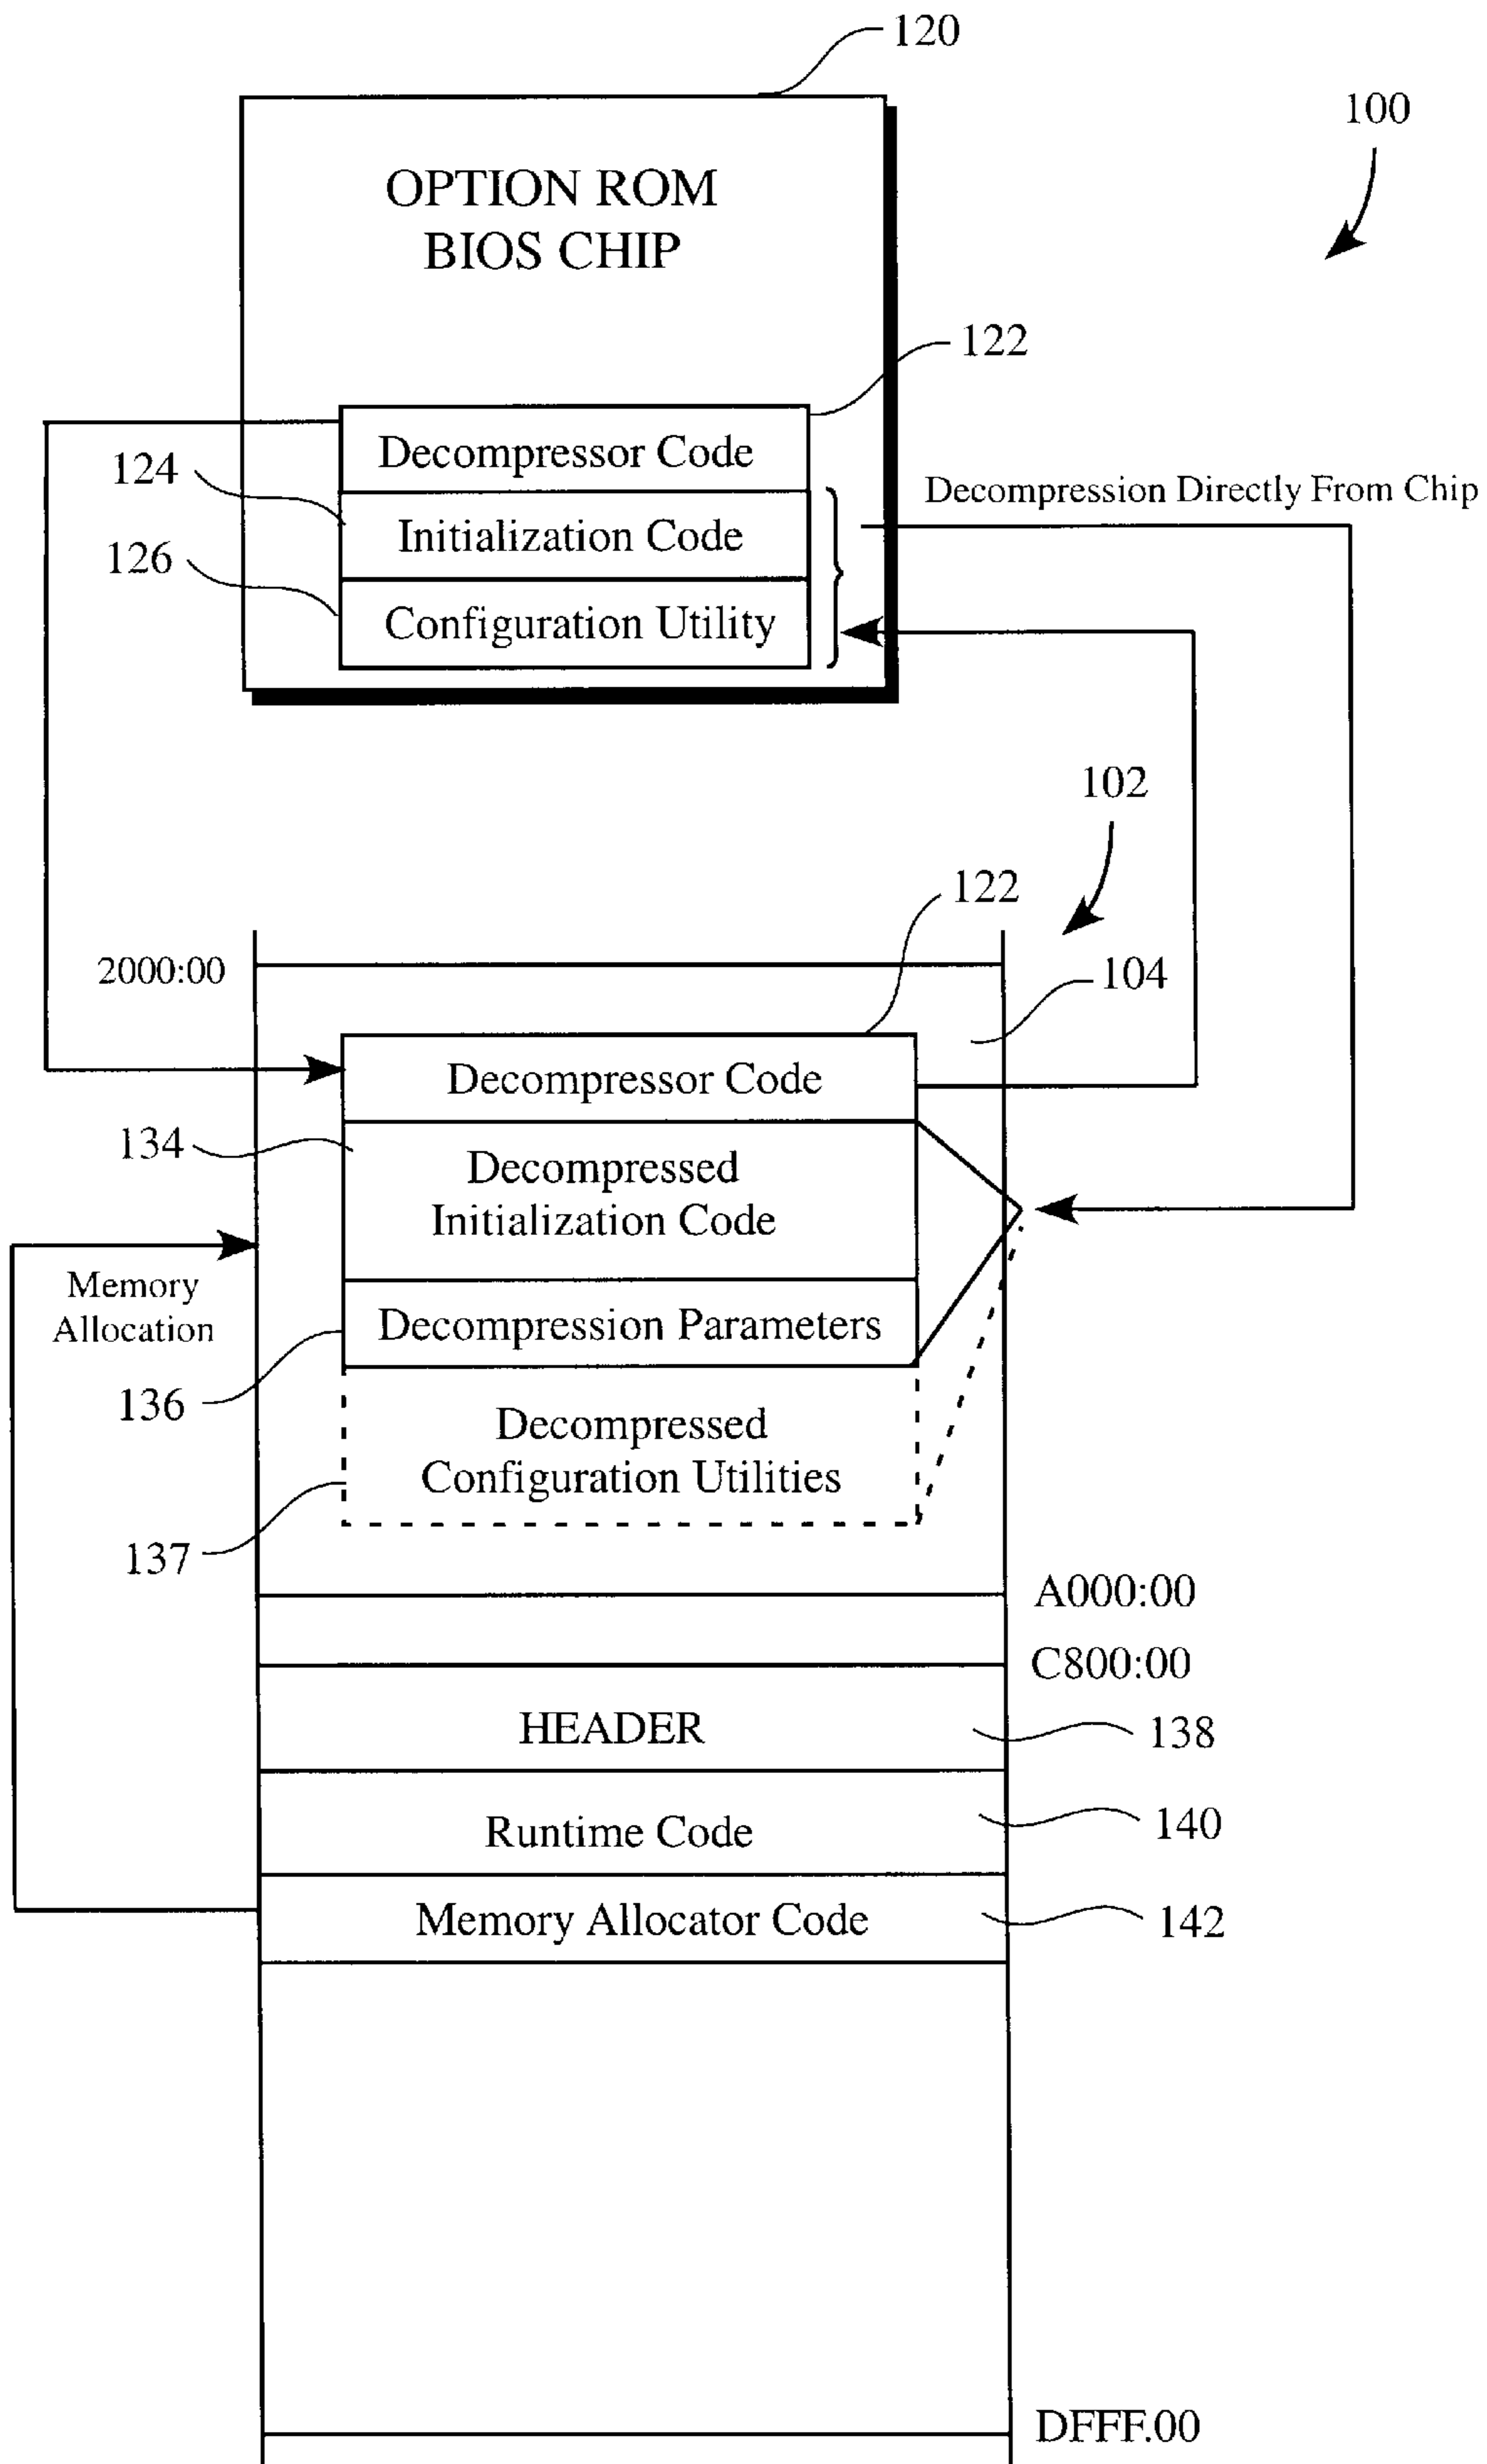 120
100
OPTION ROM
BIOS CHIP
122
Decompressor Code
124
Decompression Directly From Chip
Initialization Code
126
Configuration Utility
102
122
2000:00
104
Decompressor Code
134
Decompressed
Initialization Code
Memory
Allocation
Decompression Parameters
136
Decompressed
Configuration Utilities
137
A000:00
C800:00
HEADER
138
Runtime Code
140
Memory Allocator Code
142
DFFF.00